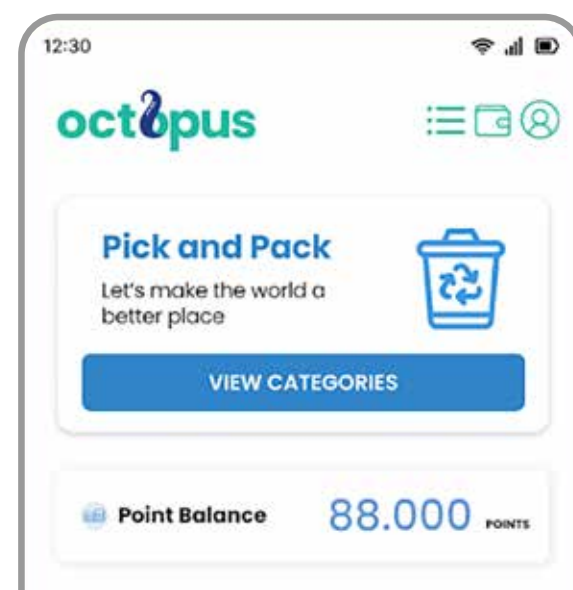 12:30
octopus
Pick and Pack
Let's make the world a
better place
VIEW CATEGORIES
Point Balance
88.000 POINTS